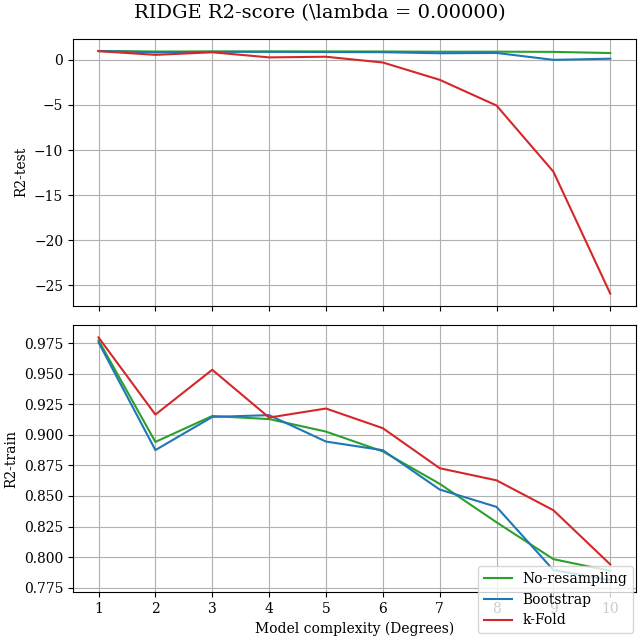 RIDGE R2-score (\lambda = 0.00000)
0
−5
−10
−15
−20
−25
R2-test
0.975
0.950
0.925
0.900
0.875
0.850
0.825
0.800
0.775
R2-train
1 2 3 4 5 6 7 8 9 10
Model complexity (Degrees)
No-resampling
Bootstrap
k-Fold